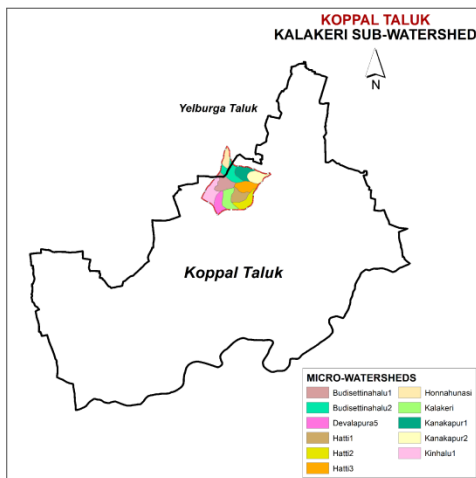 KOPPAL TALUK
KALAKERI SUB-WATERSHED
N
Yelburga Taluk
Koppal Taluk
MICRO-WATERSHEDS
Budisettinahalu1
Budisettinahalu2
Devalapura5
Hatti1
Hatti2
Hatti3
Honnahunasi
Kalakeri
Kanakapur1
Kanakapur2
Kinhalu1